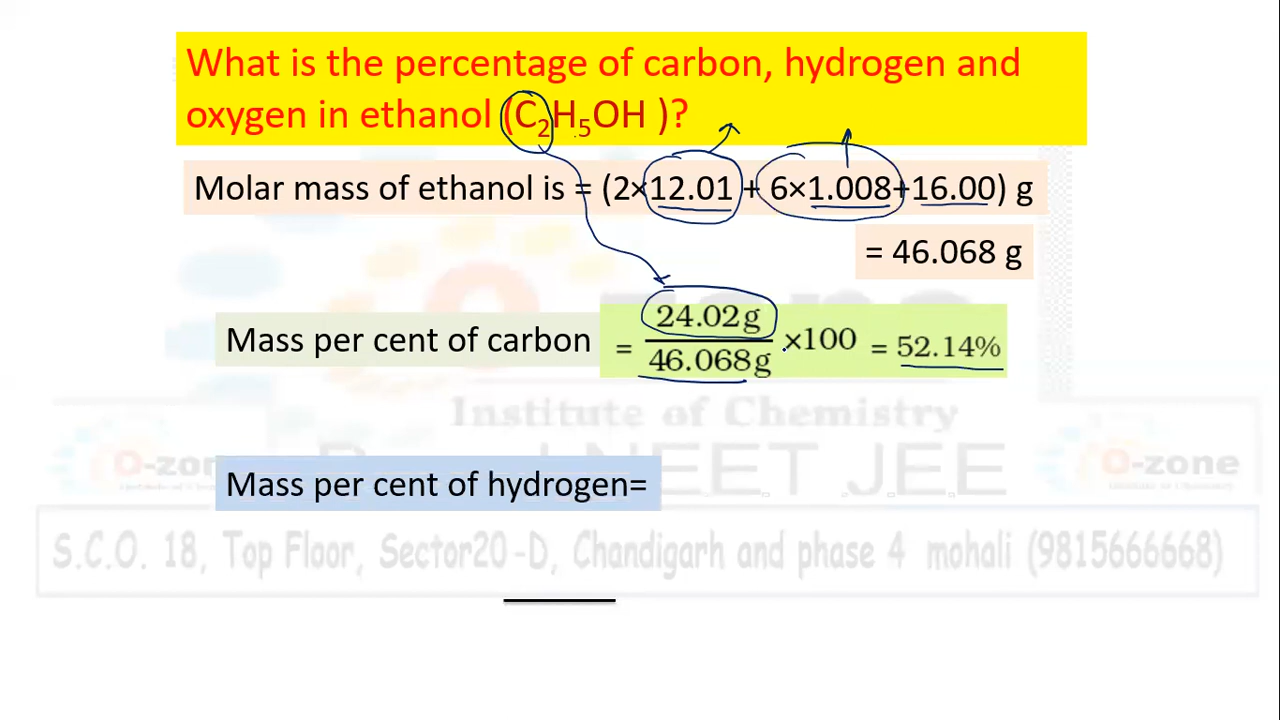 What is the percentage of carbon, hydrogen and
oxygen in ethanol (C₂H₅OH )?
Molar mass of ethanol is = (2×12.01 + 6×1.008+16.00) g
= 46.068 g
Mass per cent of carbon = 24.02g / 46.068g ×100 = 52.14%
Institute of Chemistry
NEET JEE
O-zone
O-zone
Mass per cent of hydrogen=
S.C.O. 18, Top Floor, Sector20-D, Chandigarh and phase 4 mohali (9815666668)